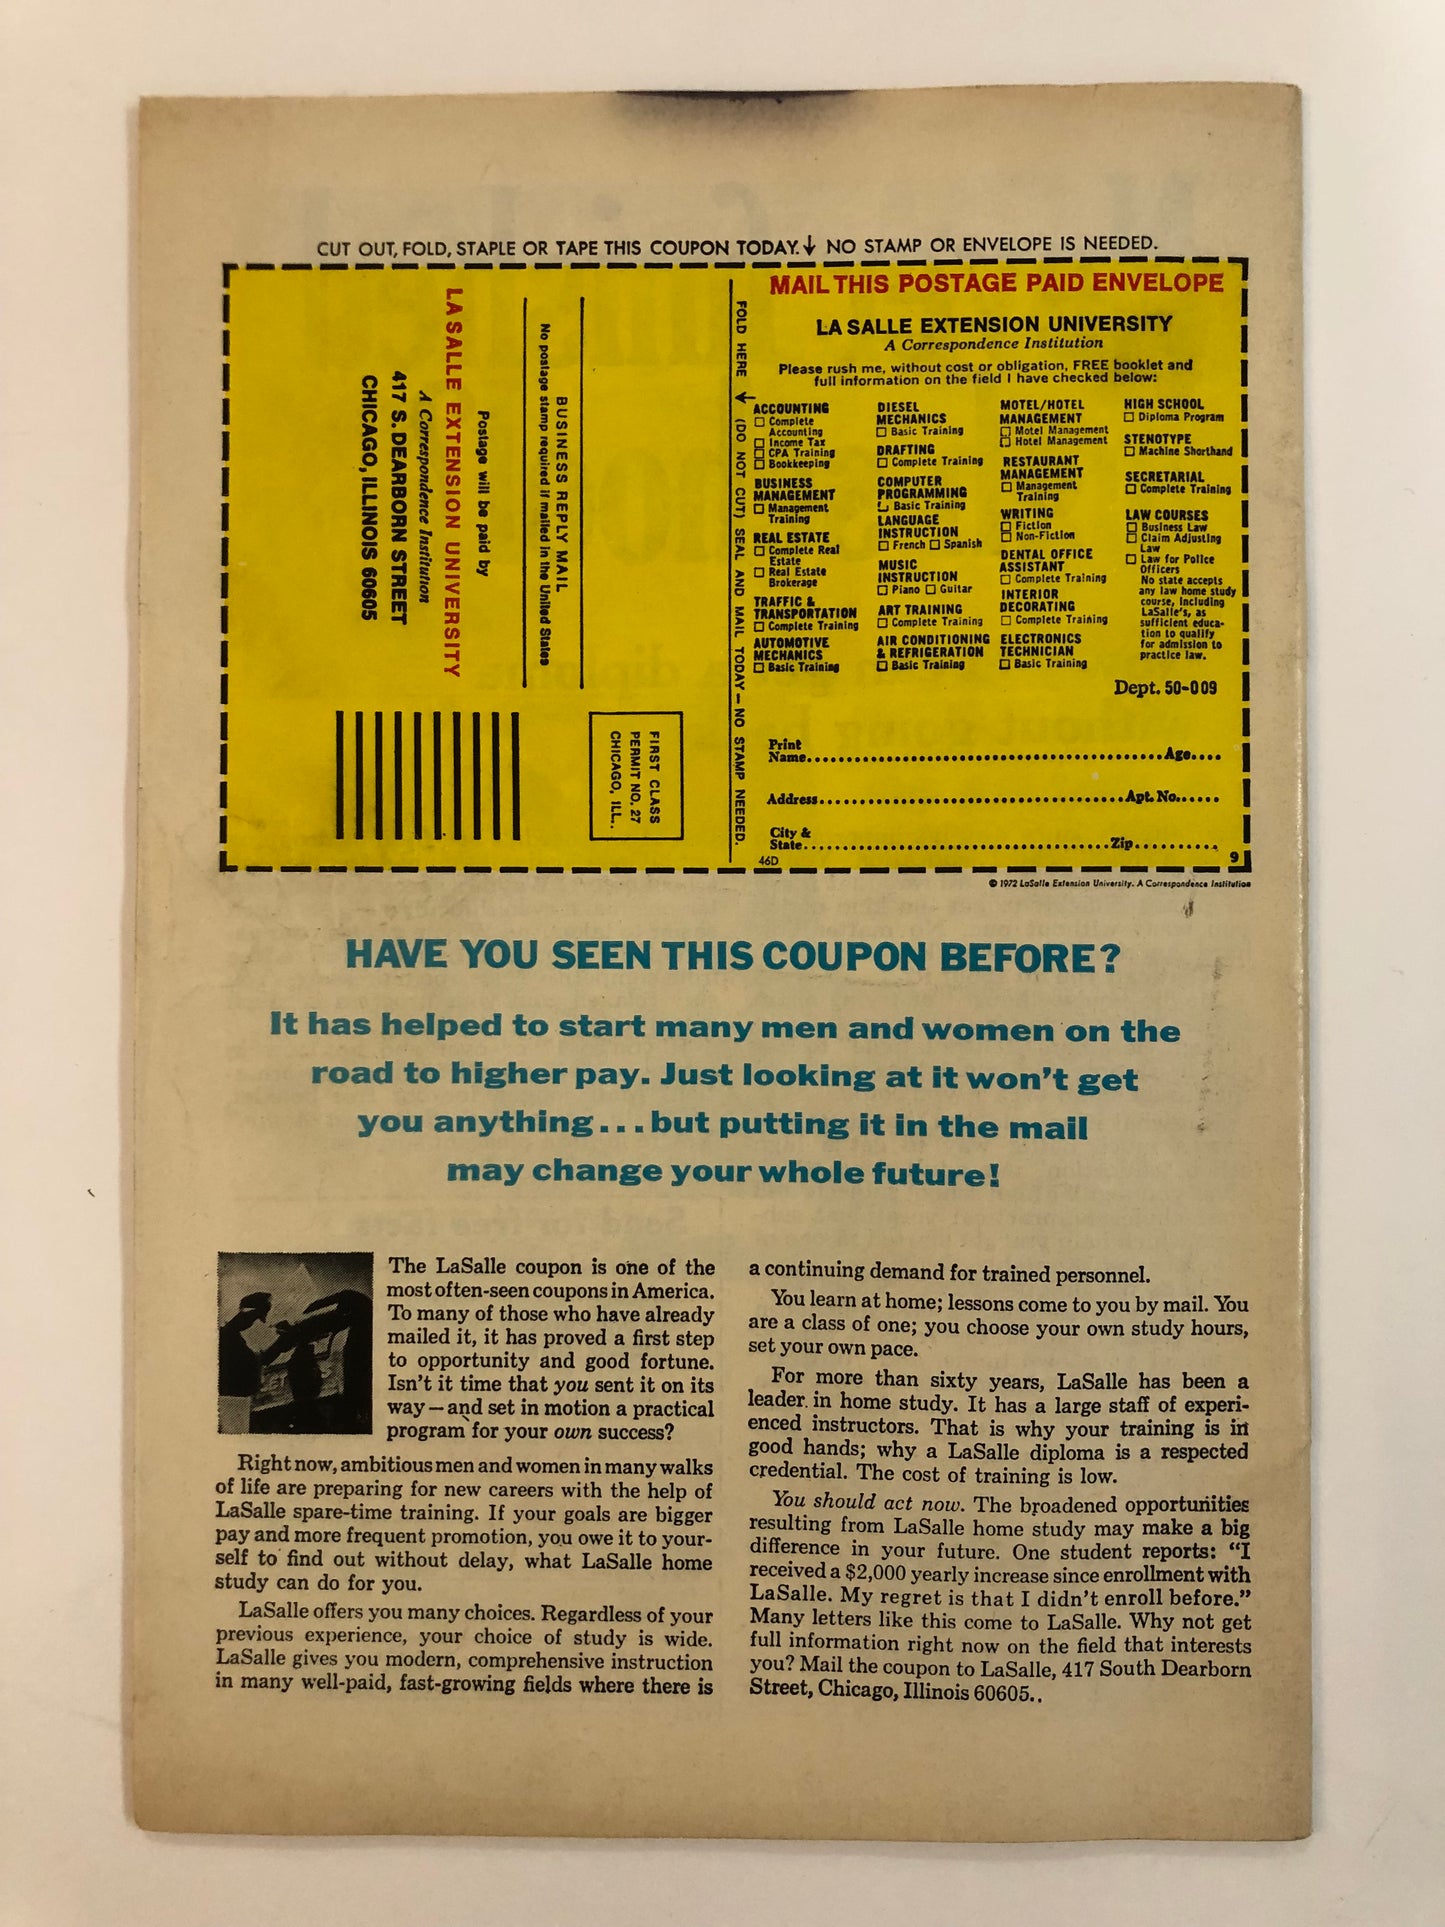 CUT OUT, FOLD, STAPLE OR TAPE THIS COUPON TODAY.↓ NO STAMP OR ENVELOPE IS NEEDED.
BUSINESS REPLY MAIL
No postage stamp required if mailed in the United States
Postage will be paid by
LA SALLE EXTENSION UNIVERSITY
A Correspondence Institution
417 S. DEARBORN STREET
CHICAGO, ILLINOIS 60605
FIRST CLASS
PERMIT NO. 27
CHICAGO, ILL..
FOLD HERE → (DO NOT CUT) SEAL AND MAIL TODAY — NO STAMP NEEDED.
MAIL THIS POSTAGE PAID ENVELOPE
LA SALLE EXTENSION UNIVERSITY
A Correspondence Institution
Please rush me, without cost or obligation, FREE booklet and
full information on the field I have checked below:
ACCOUNTING
☐ Complete
Accounting
☐ Income Tax
☐ CPA Training
☐ Bookkeeping
BUSINESS
MANAGEMENT
☐ Management
Training
REAL ESTATE
☐ Complete Real
Estate
☐ Real Estate
Brokerage
TRAFFIC &
TRANSPORTATION
☐ Complete Training
AUTOMOTIVE
MECHANICS
☐ Basic Training
DIESEL
MECHANICS
☐ Basic Training
DRAFTING
☐ Complete Training
COMPUTER
PROGRAMMING
☐ Basic Training
LANGUAGE
INSTRUCTION
☐ French ☐ Spanish
MUSIC
INSTRUCTION
☐ Piano ☐ Guitar
ART TRAINING
☐ Complete Training
AIR CONDITIONING
& REFRIGERATION
☐ Basic Training
MOTEL/HOTEL
MANAGEMENT
☐ Motel Management
☐ Hotel Management
RESTAURANT
MANAGEMENT
☐ Management
Training
WRITING
☐ Fiction
☐ Non-Fiction
DENTAL OFFICE
ASSISTANT
☐ Complete Training
INTERIOR
DECORATING
☐ Complete Training
ELECTRONICS
TECHNICIAN
☐ Basic Training
HIGH SCHOOL
☐ Diploma Program
STENOTYPE
☐ Machine Shorthand
SECRETARIAL
☐ Complete Training
LAW COURSES
☐ Business Law
☐ Claim Adjusting
Law
☐ Law for Police
Officers
No state accepts
any law home study
course, including
LaSalle's, as
sufficient educa-
tion to qualify
for admission to
practice law.
Dept. 50-009
Print
Name.......... Age....
Address.......... Apt. No......
City &
State.......... Zip..........
46D 9
© 1972 LaSalle Extension University. A Correspondence Institution
HAVE YOU SEEN THIS COUPON BEFORE?
It has helped to start many men and women on the
road to higher pay. Just looking at it won't get
you anything...but putting it in the mail
may change your whole future!
The LaSalle coupon is one of the
most often-seen coupons in America.
To many of those who have already
mailed it, it has proved a first step
to opportunity and good fortune.
Isn't it time that you sent it on its
way—and set in motion a practical
program for your own success?
Right now, ambitious men and women in many walks
of life are preparing for new careers with the help of
LaSalle spare-time training. If your goals are bigger
pay and more frequent promotion, you owe it to your-
self to find out without delay, what LaSalle home
study can do for you.
LaSalle offers you many choices. Regardless of your
previous experience, your choice of study is wide.
LaSalle gives you modern, comprehensive instruction
in many well-paid, fast-growing fields where there is
a continuing demand for trained personnel.
You learn at home; lessons come to you by mail. You
are a class of one; you choose your own study hours,
set your own pace.
For more than sixty years, LaSalle has been a
leader in home study. It has a large staff of experi-
enced instructors. That is why your training is in
good hands; why a LaSalle diploma is a respected
credential. The cost of training is low.
You should act now. The broadened opportunities
resulting from LaSalle home study may make a big
difference in your future. One student reports: "I
received a $2,000 yearly increase since enrollment with
LaSalle. My regret is that I didn't enroll before."
Many letters like this come to LaSalle. Why not get
full information right now on the field that interests
you? Mail the coupon to LaSalle, 417 South Dearborn
Street, Chicago, Illinois 60605..